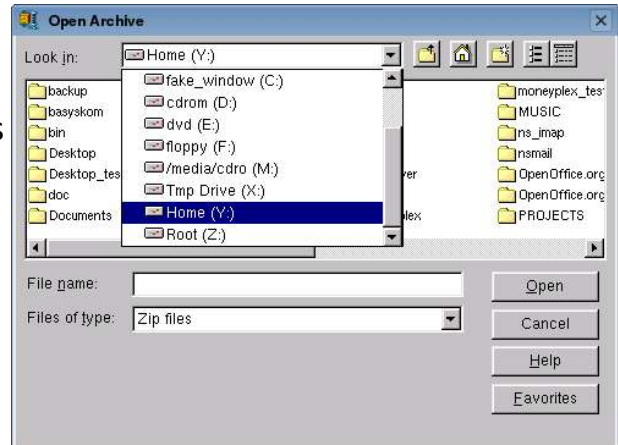 Open Archive
Look in:
Home (Y:)
fake_window (C:)
cdrom (D:)
dvd (E:)
floppy (F:)
/media/cdro (M:)
Tmp Drive (X:)
Home (Y:)
Root (Z:)
backup
basyskom
bin
Desktop
Desktop_tes
doc
Documents
ver
lex
moneyplex_tes
MUSIC
ns_imap
nsmail
OpenOffice.org
OpenOffice.org
PROJECTS
File name:
Open
Files of type:
Zip files
Cancel
Help
Favorites
s